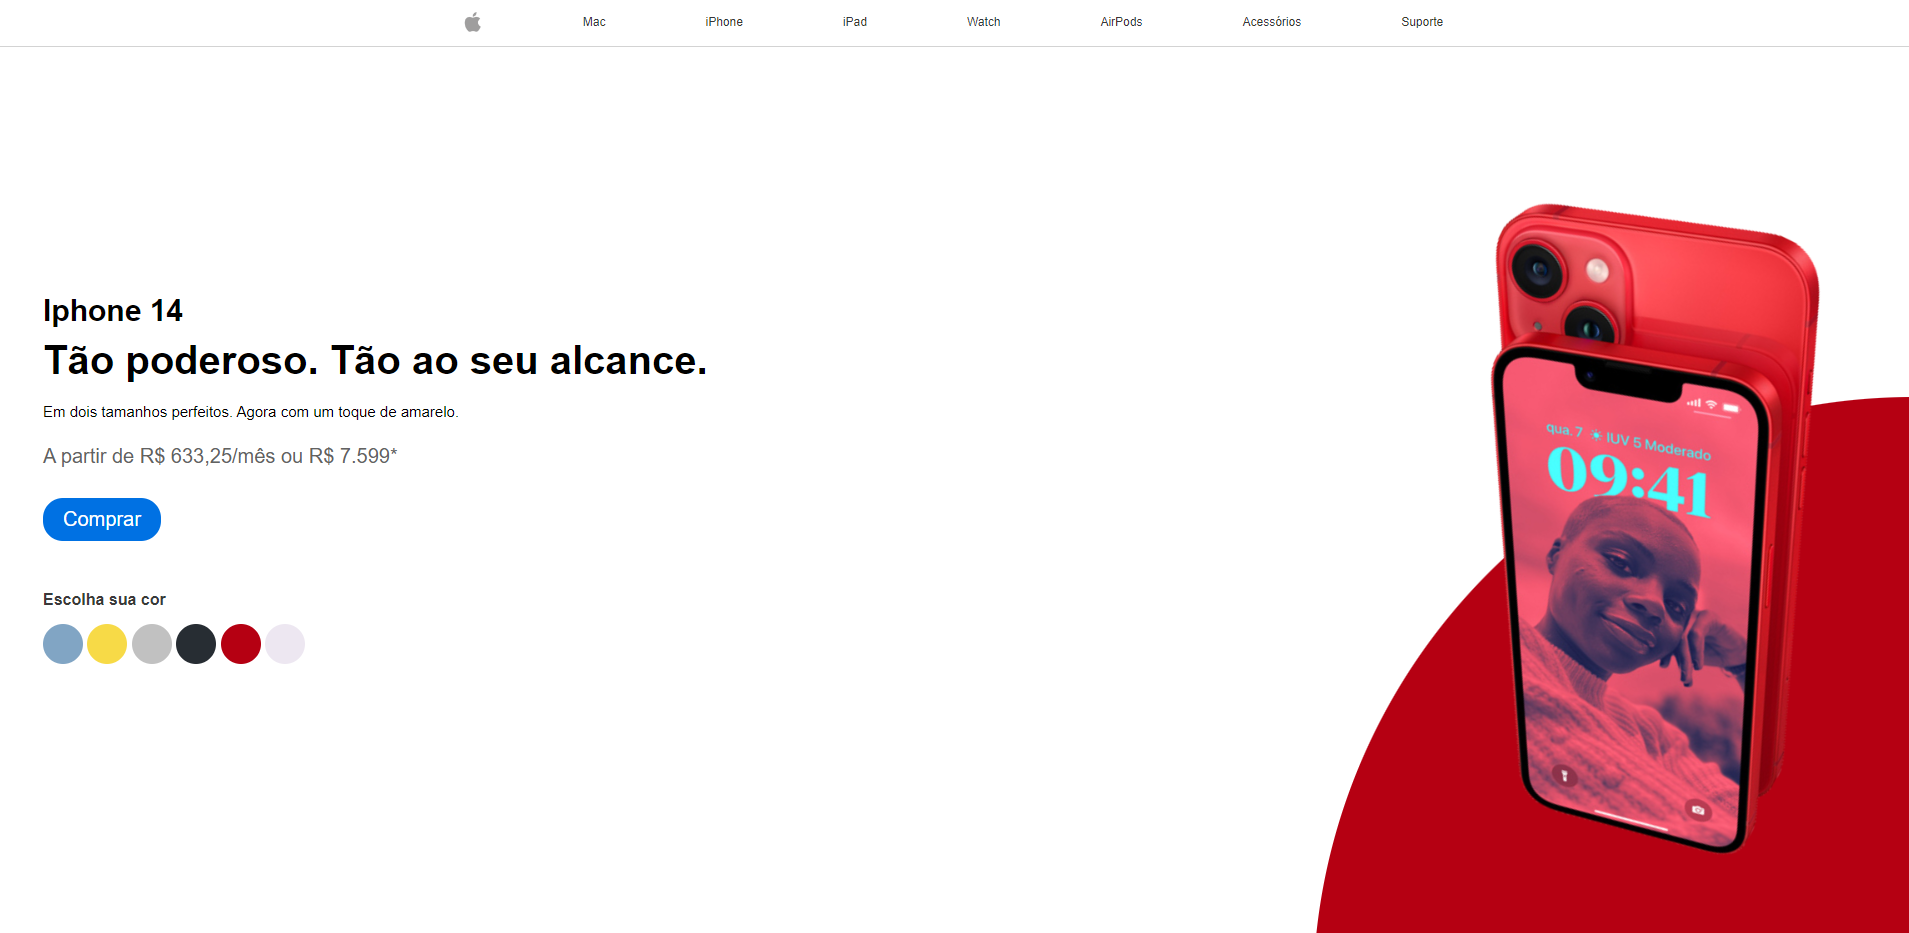 Mac iPhone iPad Watch AirPods Acessórios Suporte
Iphone 14
Tão poderoso. Tão ao seu alcance.
Em dois tamanhos perfeitos. Agora com um toque de amarelo.
A partir de R$ 633,25/mês ou R$ 7.599*
Comprar
Escolha sua cor
qua. 7 IUV 5 Moderado
09:41